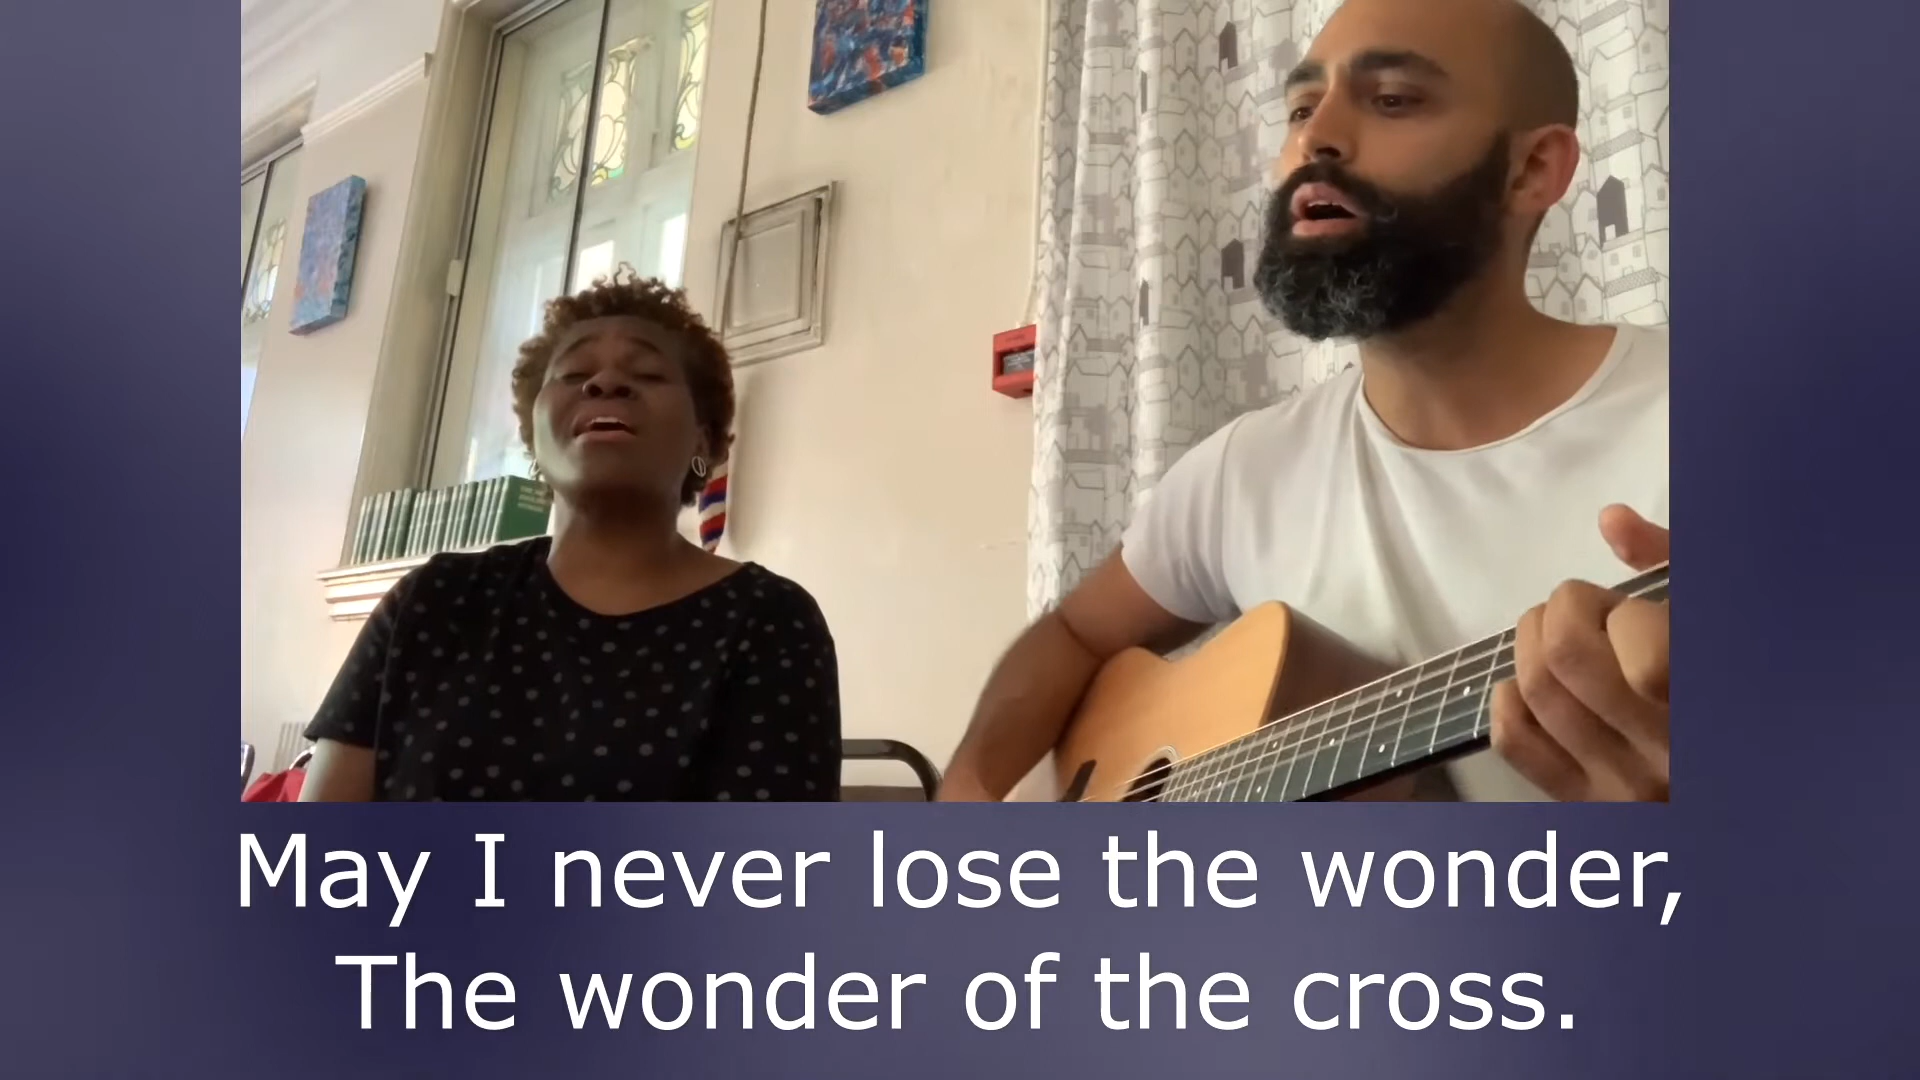 May I never lose the wonder,
The wonder of the cross.